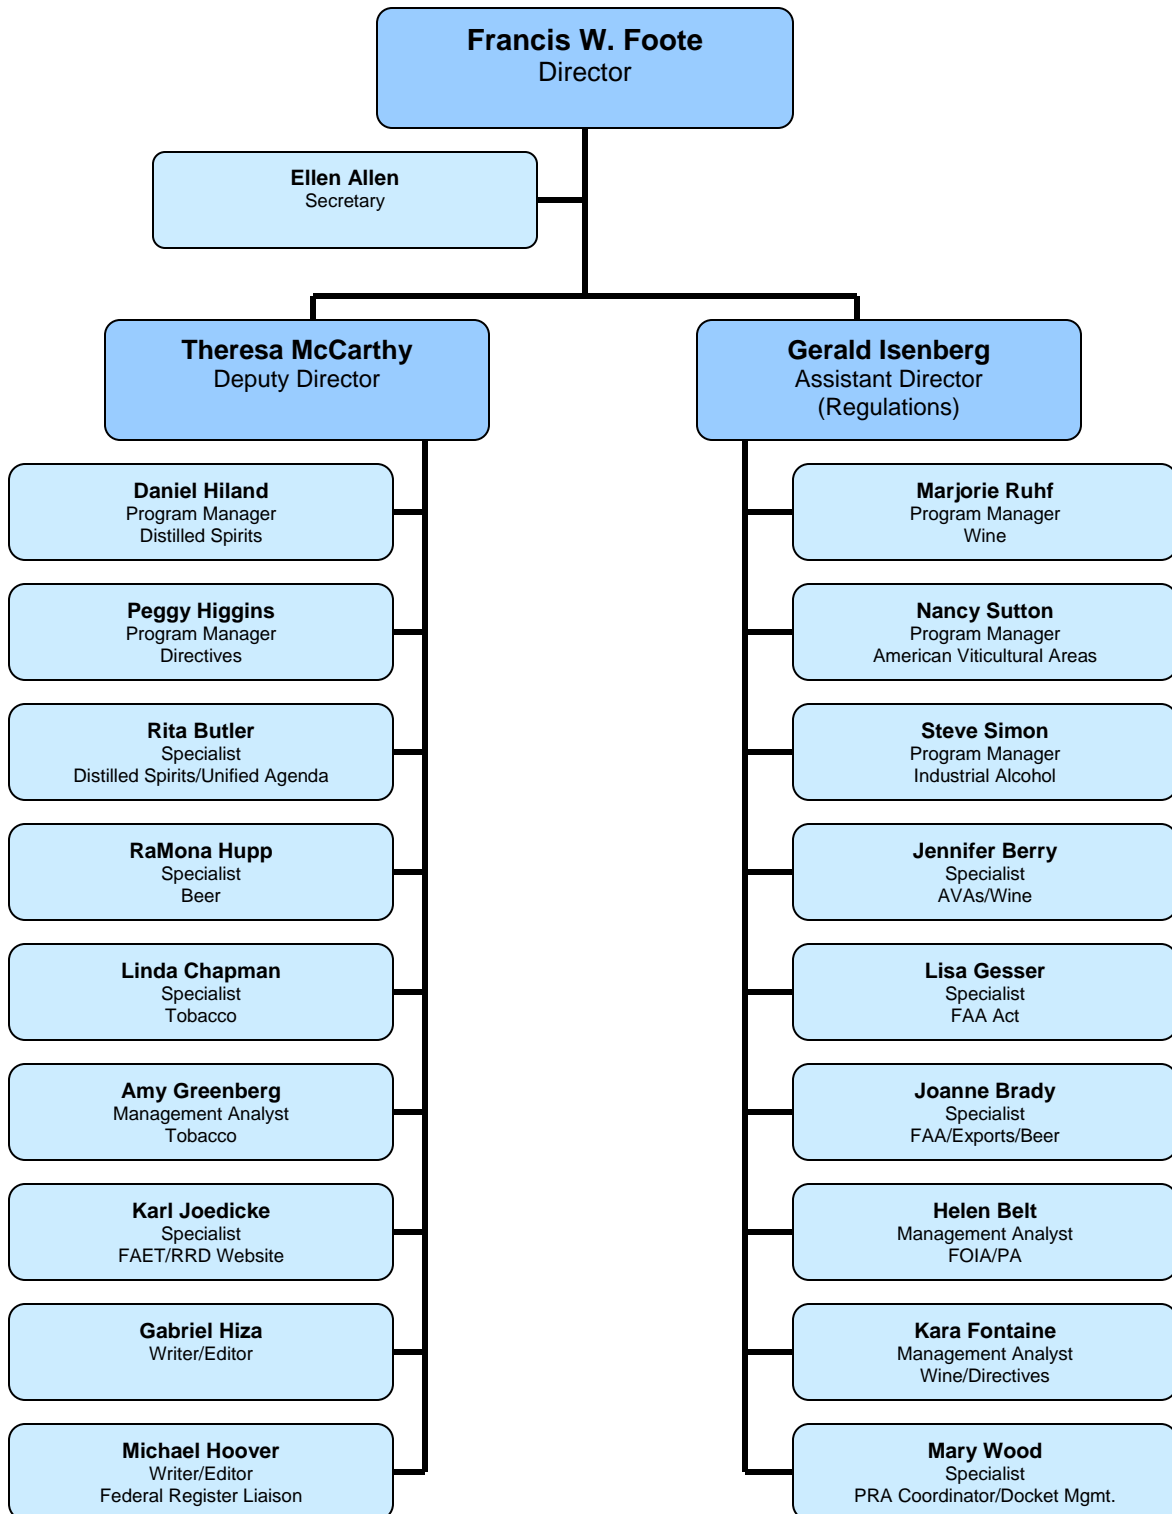 Francis W. Foote
Director
Ellen Allen
Secretary
Theresa McCarthy
Deputy Director
Gerald Isenberg
Assistant Director
(Regulations)
Daniel Hiland
Program Manager
Distilled Spirits
Peggy Higgins
Program Manager
Directives
Rita Butler
Specialist
Distilled Spirits/Unified Agenda
RaMona Hupp
Specialist
Beer
Linda Chapman
Specialist
Tobacco
Amy Greenberg
Management Analyst
Tobacco
Karl Joedicke
Specialist
FAET/RRD Website
Gabriel Hiza
Writer/Editor
Michael Hoover
Writer/Editor
Federal Register Liaison
Marjorie Ruhf
Program Manager
Wine
Nancy Sutton
Program Manager
American Viticultural Areas
Steve Simon
Program Manager
Industrial Alcohol
Jennifer Berry
Specialist
AVAs/Wine
Lisa Gesser
Specialist
FAA Act
Joanne Brady
Specialist
FAA/Exports/Beer
Helen Belt
Management Analyst
FOIA/PA
Kara Fontaine
Management Analyst
Wine/Directives
Mary Wood
Specialist
PRA Coordinator/Docket Mgmt.